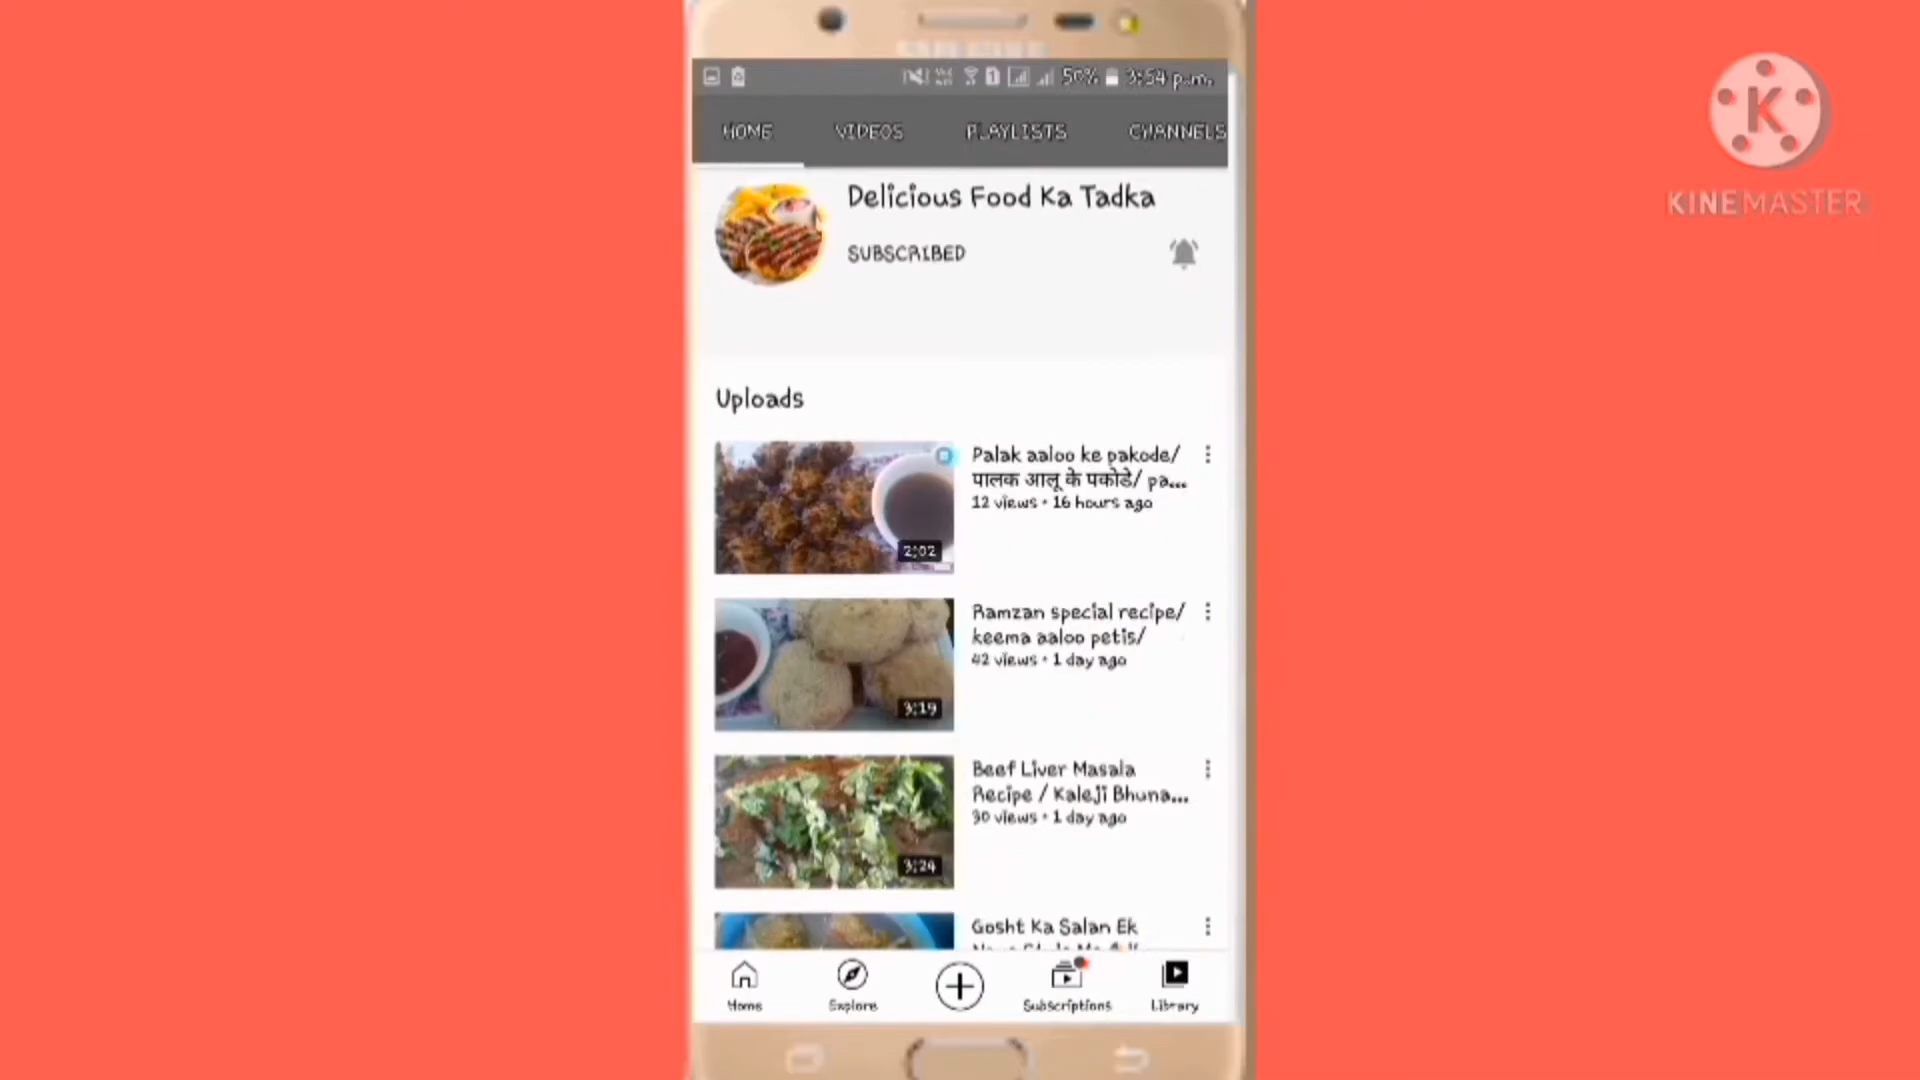 SAMSUNG
50% 3:54 p.m.
HOME VIDEOS PLAYLISTS CHANNELS
Delicious Food Ka Tadka
SUBSCRIBED
Uploads
Palak aaloo ke pakode/
पालक आलू के पकोडे/ pa...
12 views • 16 hours ago
2:02
Ramzan special recipe/
keema aaloo petis/
42 views • 1 day ago
3:19
Beef Liver Masala
Recipe / Kaleji Bhuna...
30 views • 1 day ago
3:24
Gosht Ka Salan Ek
Home Explore Subscriptions Library
K
KINEMASTER